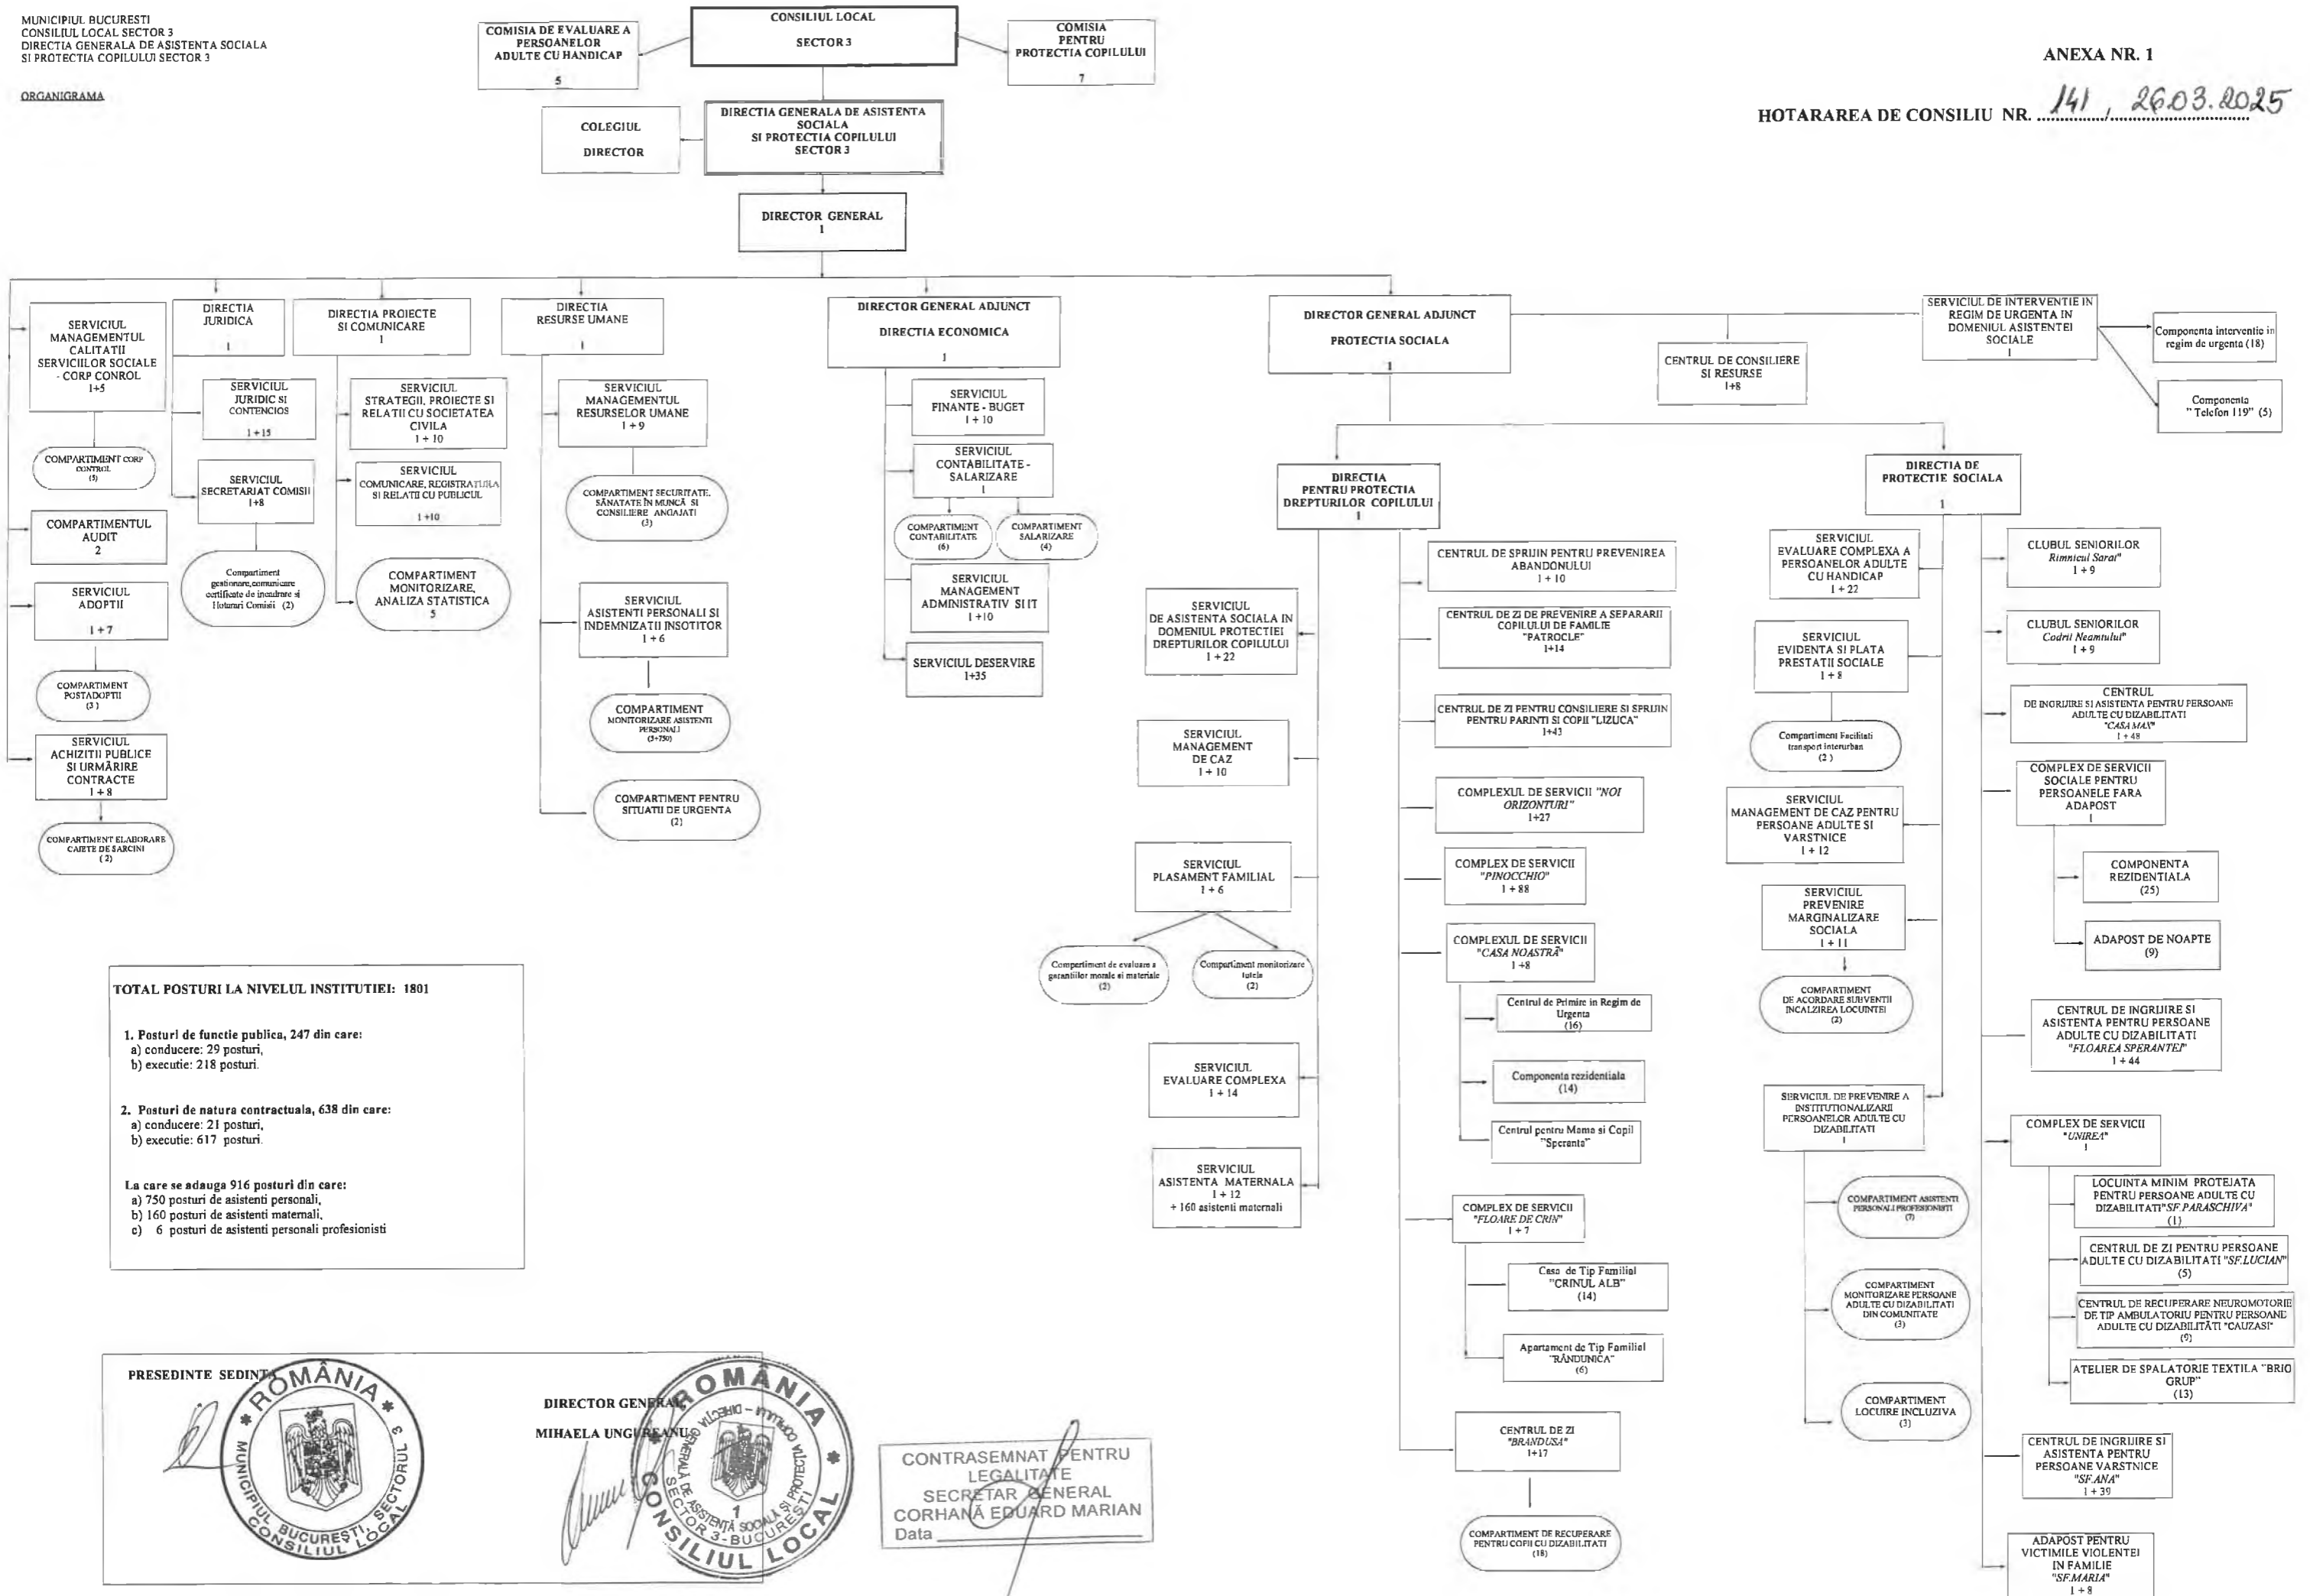 MUNICIPIUL BUCURESTI
CONSILIUL LOCAL SECTOR 3
DIRECTIA GENERALA DE ASISTENTA SOCIALA
SI PROTECTIA COPILULUI SECTOR 3
ORGANIGRAMA
COMISIA DE EVALUARE A
PERSOANELOR
ADULTE CU HANDICAP
5
CONSILIUL LOCAL
SECTOR 3
COMISIA
PENTRU
PROTECTIA COPILULUI
7
ANEXA NR. 1
HOTARAREA DE CONSILIU NR. 141 / 26.03.2025
COLEGIUL
DIRECTOR
DIRECTIA GENERALA DE ASISTENTA
SOCIALA
SI PROTECTIA COPILULUI
SECTOR 3
DIRECTOR GENERAL
1
SERVICIUL
MANAGEMENTUL
CALITATII
SERVICIILOR SOCIALE
- CORP CONROL
1+5
COMPARTIMENT CORP
CONTROL
(5)
COMPARTIMENTUL
AUDIT
2
SERVICIUL
ADOPTII
1 + 7
COMPARTIMENT
POSTADOPTII
(3)
SERVICIUL
ACHIZITII PUBLICE
SI URMĂRIRE
CONTRACTE
1 + 8
COMPARTIMENT ELABORARE
CAIETE DE SARCINI
(2)
DIRECTIA
JURIDICA
1
SERVICIUL
JURIDIC SI
CONTENCIOS
1 +15
SERVICIUL
SECRETARIAT COMISII
1+8
Compartiment
gestionare,comunicare
certificate de incadrare si
Hotarari Comisii (2)
DIRECTIA PROIECTE
SI COMUNICARE
1
SERVICIUL
STRATEGII, PROIECTE SI
RELATII CU SOCIETATEA
CIVILA
1 + 10
SERVICIUL
COMUNICARE, REGISTRATURA
SI RELATII CU PUBLICUL
1 +10
COMPARTIMENT
MONITORIZARE,
ANALIZA STATISTICA
5
DIRECTIA
RESURSE UMANE
1
SERVICIUL
MANAGEMENTUL
RESURSELOR UMANE
1 + 9
COMPARTIMENT SECURITATE,
SĂNATATE ÎN MUNCĂ SI
CONSILIERE ANGAJATI
(3)
SERVICIUL
ASISTENTI PERSONALI SI
INDEMNIZATII INSOTITOR
1 + 6
COMPARTIMENT
MONITORIZARE ASISTENTI
PERSONALI
(5+750)
COMPARTIMENT PENTRU
SITUATII DE URGENTA
(2)
DIRECTOR GENERAL ADJUNCT
DIRECTIA ECONOMICA
1
SERVICIUL
FINANTE - BUGET
1 + 10
SERVICIUL
CONTABILITATE -
SALARIZARE
1
COMPARTIMENT
CONTABILITATE
(6)
COMPARTIMENT
SALARIZARE
(4)
SERVICIUL
MANAGEMENT
ADMINISTRATIV SI IT
1 +10
SERVICIUL DESERVIRE
1+35
DIRECTOR GENERAL ADJUNCT
PROTECTIA SOCIALA
1
CENTRUL DE CONSILIERE
SI RESURSE
1+8
SERVICIUL DE INTERVENTIE IN
REGIM DE URGENTA IN
DOMENIUL ASISTENTEI
SOCIALE
1
Componenta interventie in
regim de urgenta (18)
Componenta
"Telefon 119" (5)
DIRECTIA
PENTRU PROTECTIA
DREPTURILOR COPILULUI
1
SERVICIUL
DE ASISTENTA SOCIALA IN
DOMENIUL PROTECTIEI
DREPTURILOR COPILULUI
1 + 22
SERVICIUL
MANAGEMENT
DE CAZ
1 + 10
SERVICIUL
PLASAMENT FAMILIAL
1 + 6
Compartiment de evaluare a
garantiilor morale si materiale
(2)
Compartiment monitorizare
tutela
(2)
SERVICIUL
EVALUARE COMPLEXA
1 + 14
SERVICIUL
ASISTENTA MATERNALA
1 + 12
+ 160 asistenti maternali
CENTRUL DE SPRIJIN PENTRU PREVENIREA
ABANDONULUI
1 + 10
CENTRUL DE ZI DE PREVENIRE A SEPARARII
COPILULUI DE FAMILIE
"PATROCLE"
1+14
CENTRUL DE ZI PENTRU CONSILIERE SI SPRIJIN
PENTRU PARINTI SI COPII "LIZUCA"
1+43
COMPLEXUL DE SERVICII "NOI
ORIZONTURI"
1+27
COMPLEX DE SERVICII
"PINOCCHIO"
1 + 88
COMPLEXUL DE SERVICII
"CASA NOASTRĂ"
1 +8
Centrul de Primire in Regim de
Urgenta
(16)
Componenta rezidentiala
(14)
Centrul pentru Mama si Copil
"Speranta"
COMPLEX DE SERVICII
"FLOARE DE CRIN"
1 + 7
Casa de Tip Familial
"CRINUL ALB"
(14)
Apartament de Tip Familial
"RÂNDUNICA"
(6)
CENTRUL DE ZI
"BRANDUSA"
1+17
COMPARTIMENT DE RECUPERARE
PENTRU COPII CU DIZABILITATI
(18)
DIRECTIA DE
PROTECTIE SOCIALA
1
SERVICIUL
EVALUARE COMPLEXA A
PERSOANELOR ADULTE
CU HANDICAP
1 + 22
SERVICIUL
EVIDENTA SI PLATA
PRESTATII SOCIALE
1 + 8
Compartiment Facilitati
transport interurban
(2)
SERVICIUL
MANAGEMENT DE CAZ PENTRU
PERSOANE ADULTE SI
VARSTNICE
1 + 12
SERVICIUL
PREVENIRE
MARGINALIZARE
SOCIALA
1 + 11
COMPARTIMENT
DE ACORDARE SUBVENTII
INCALZIREA LOCUINTEI
(2)
SERVICIUL DE PREVENIRE A
INSTITUTIONALIZARII
PERSOANELOR ADULTE CU
DIZABILITATI
1
COMPARTIMENT ASISTENTI
PERSONALI PROFESIONISTI
(7)
COMPARTIMENT
MONITORIZARE PERSOANE
ADULTE CU DIZABILITATI
DIN COMUNITATE
(3)
COMPARTIMENT
LOCUIRE INCLUZIVA
(3)
CLUBUL SENIORILOR
Rimnicul Sarat"
1 + 9
CLUBUL SENIORILOR
Codrii Neamtului"
1 + 9
CENTRUL
DE INGRIJIRE SI ASISTENTA PENTRU PERSOANE
ADULTE CU DIZABILITATI
"CASA MAX"
1 + 48
COMPLEX DE SERVICII
SOCIALE PENTRU
PERSOANELE FARA
ADAPOST
1
COMPONENTA
REZIDENTIALA
(25)
ADAPOST DE NOAPTE
(9)
CENTRUL DE INGRIJIRE SI
ASISTENTA PENTRU PERSOANE
ADULTE CU DIZABILITATI
"FLOAREA SPERANTEI"
1 + 44
COMPLEX DE SERVICII
"UNIREA"
1
LOCUINTA MINIM PROTEJATA
PENTRU PERSOANE ADULTE CU
DIZABILITATI"SF.PARASCHIVA"
(1)
CENTRUL DE ZI PENTRU PERSOANE
ADULTE CU DIZABILITATI "SF.LUCIAN"
(5)
CENTRUL DE RECUPERARE NEUROMOTORIE
DE TIP AMBULATORIU PENTRU PERSOANE
ADULTE CU DIZABILITĂTI "CAUZASI"
(9)
ATELIER DE SPALATORIE TEXTILA "BRIO
GRUP"
(13)
CENTRUL DE INGRIJIRE SI
ASISTENTA PENTRU
PERSOANE VARSTNICE
"SF.ANA"
1 + 39
ADAPOST PENTRU
VICTIMILE VIOLENTEI
IN FAMILIE
"SF.MARIA"
1 + 8
TOTAL POSTURI LA NIVELUL INSTITUTIEI: 1801
1. Posturi de functie publica, 247 din care:
a) conducere: 29 posturi,
b) executie: 218 posturi.
2. Posturi de natura contractuala, 638 din care:
a) conducere: 21 posturi,
b) executie: 617 posturi.
La care se adauga 916 posturi din care:
a) 750 posturi de asistenti personali,
b) 160 posturi de asistenti maternali,
c) 6 posturi de asistenti personali profesionisti
PRESEDINTE SEDINTA
ROMÂNIA
MUNICIPIUL BUCUREȘTI, SECTORUL 3
CONSILIUL LOCAL
DIRECTOR GENERAL
MIHAELA UNGUREANU
ROMÂNIA
CONSILIUL LOCAL
DIRECȚIA GENERALĂ DE ASISTENȚĂ SOCIALĂ ȘI PROTECȚIA COPILULUI
SECTOR 3-BUCUREȘTI
1
CONTRASEMNAT PENTRU
LEGALITATE
SECRETAR GENERAL
CORHANĂ EDUARD MARIAN
Data